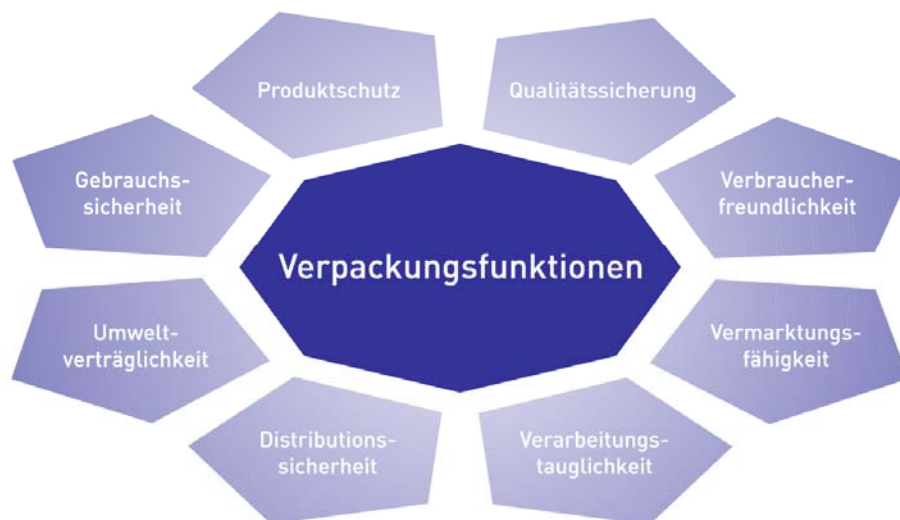 Produktschutz
Qualitätssicherung
Gebrauchs-
sicherheit
Verbraucher-
freundlichkeit
Verpackungsfunktionen
Umwelt-
verträglichkeit
Vermarktungs-
fähigkeit
Distributions-
sicherheit
Verarbeitungs-
tauglichkeit